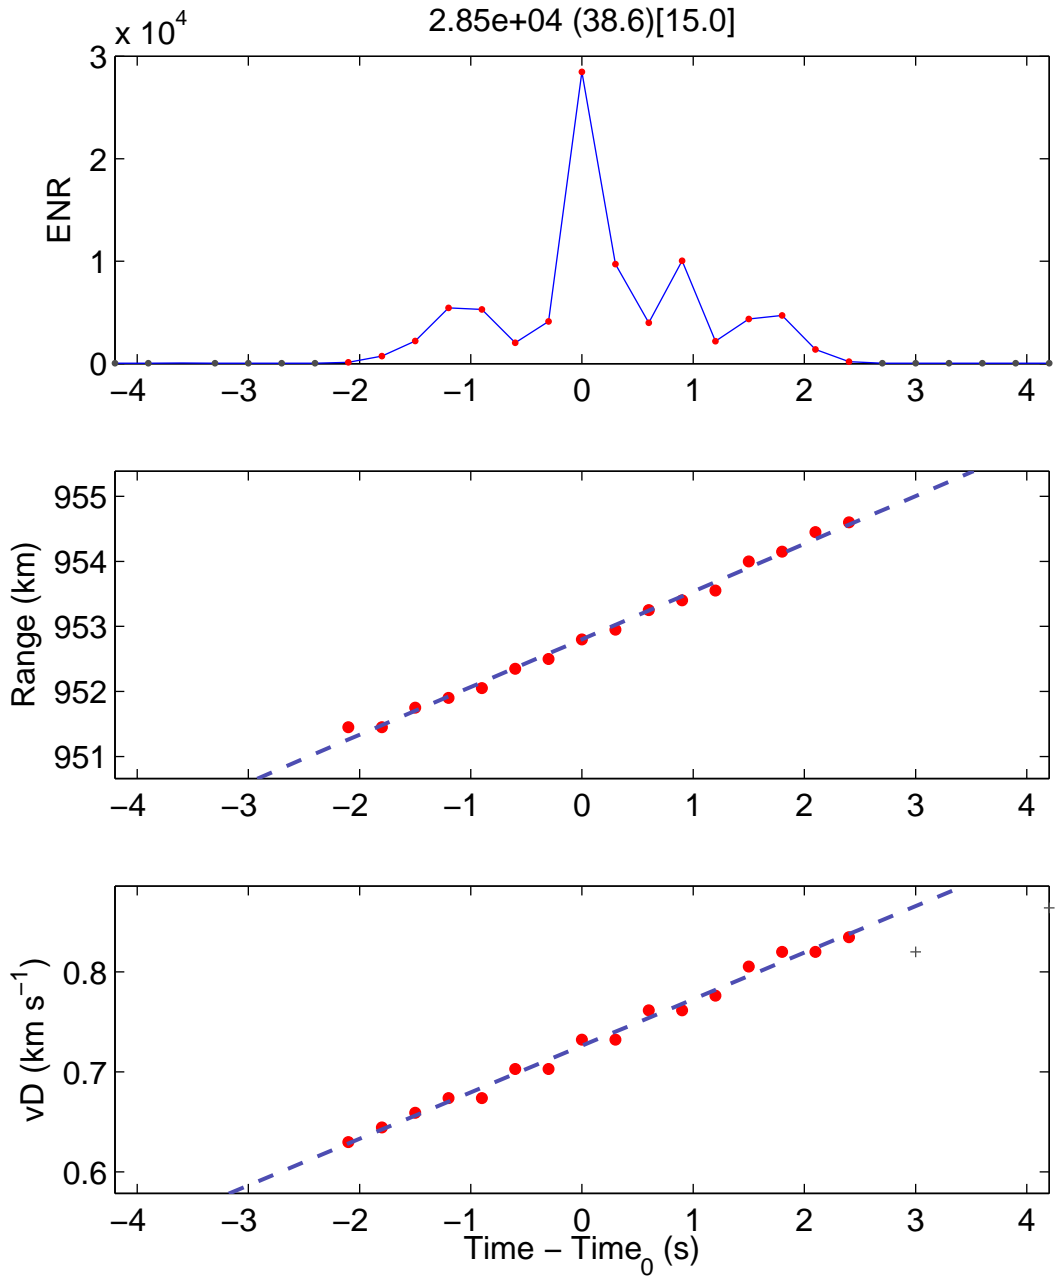 2.85e+04 (38.6)[15.0]
x 10^4
3
2
1
0
ENR
−4 −3 −2 −1 0 1 2 3 4
955
954
953
952
951
Range (km)
−4 −3 −2 −1 0 1 2 3 4
0.8
0.7
0.6
vD (km s^−1)
−4 −3 −2 −1 0 1 2 3 4
Time − Time_0 (s)